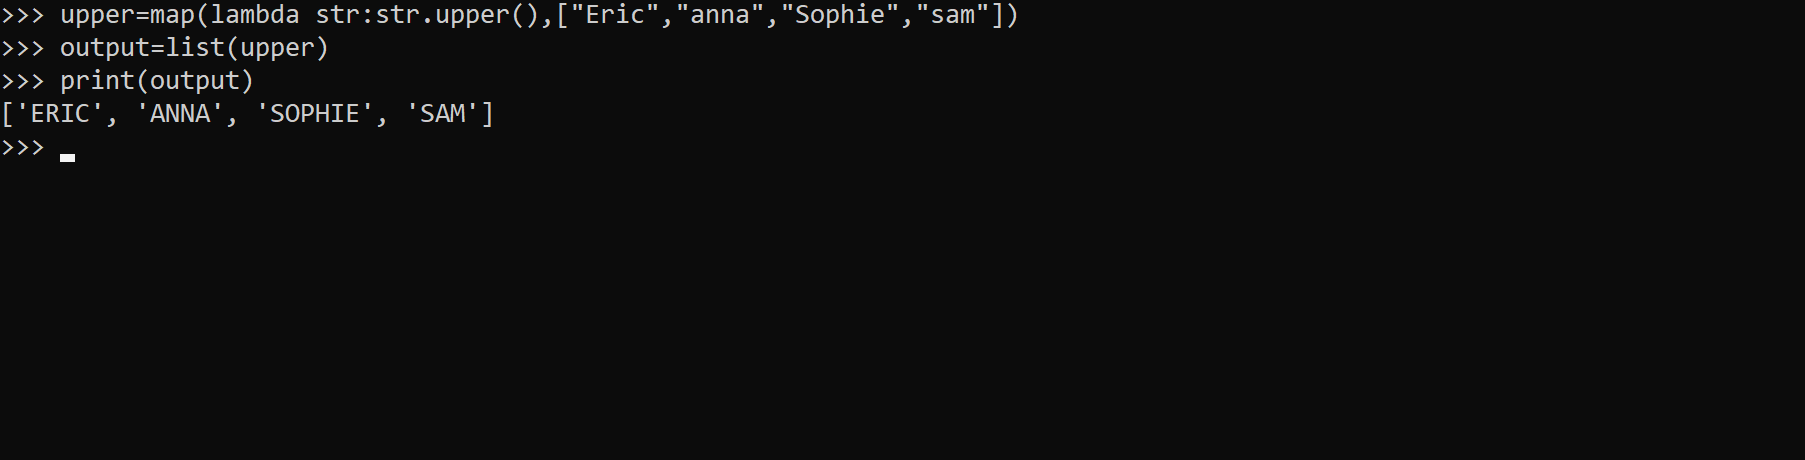 >>> upper=map(lambda str:str.upper(),["Eric","anna","Sophie","sam"])
>>> output=list(upper)
>>> print(output)
['ERIC', 'ANNA', 'SOPHIE', 'SAM']
>>>